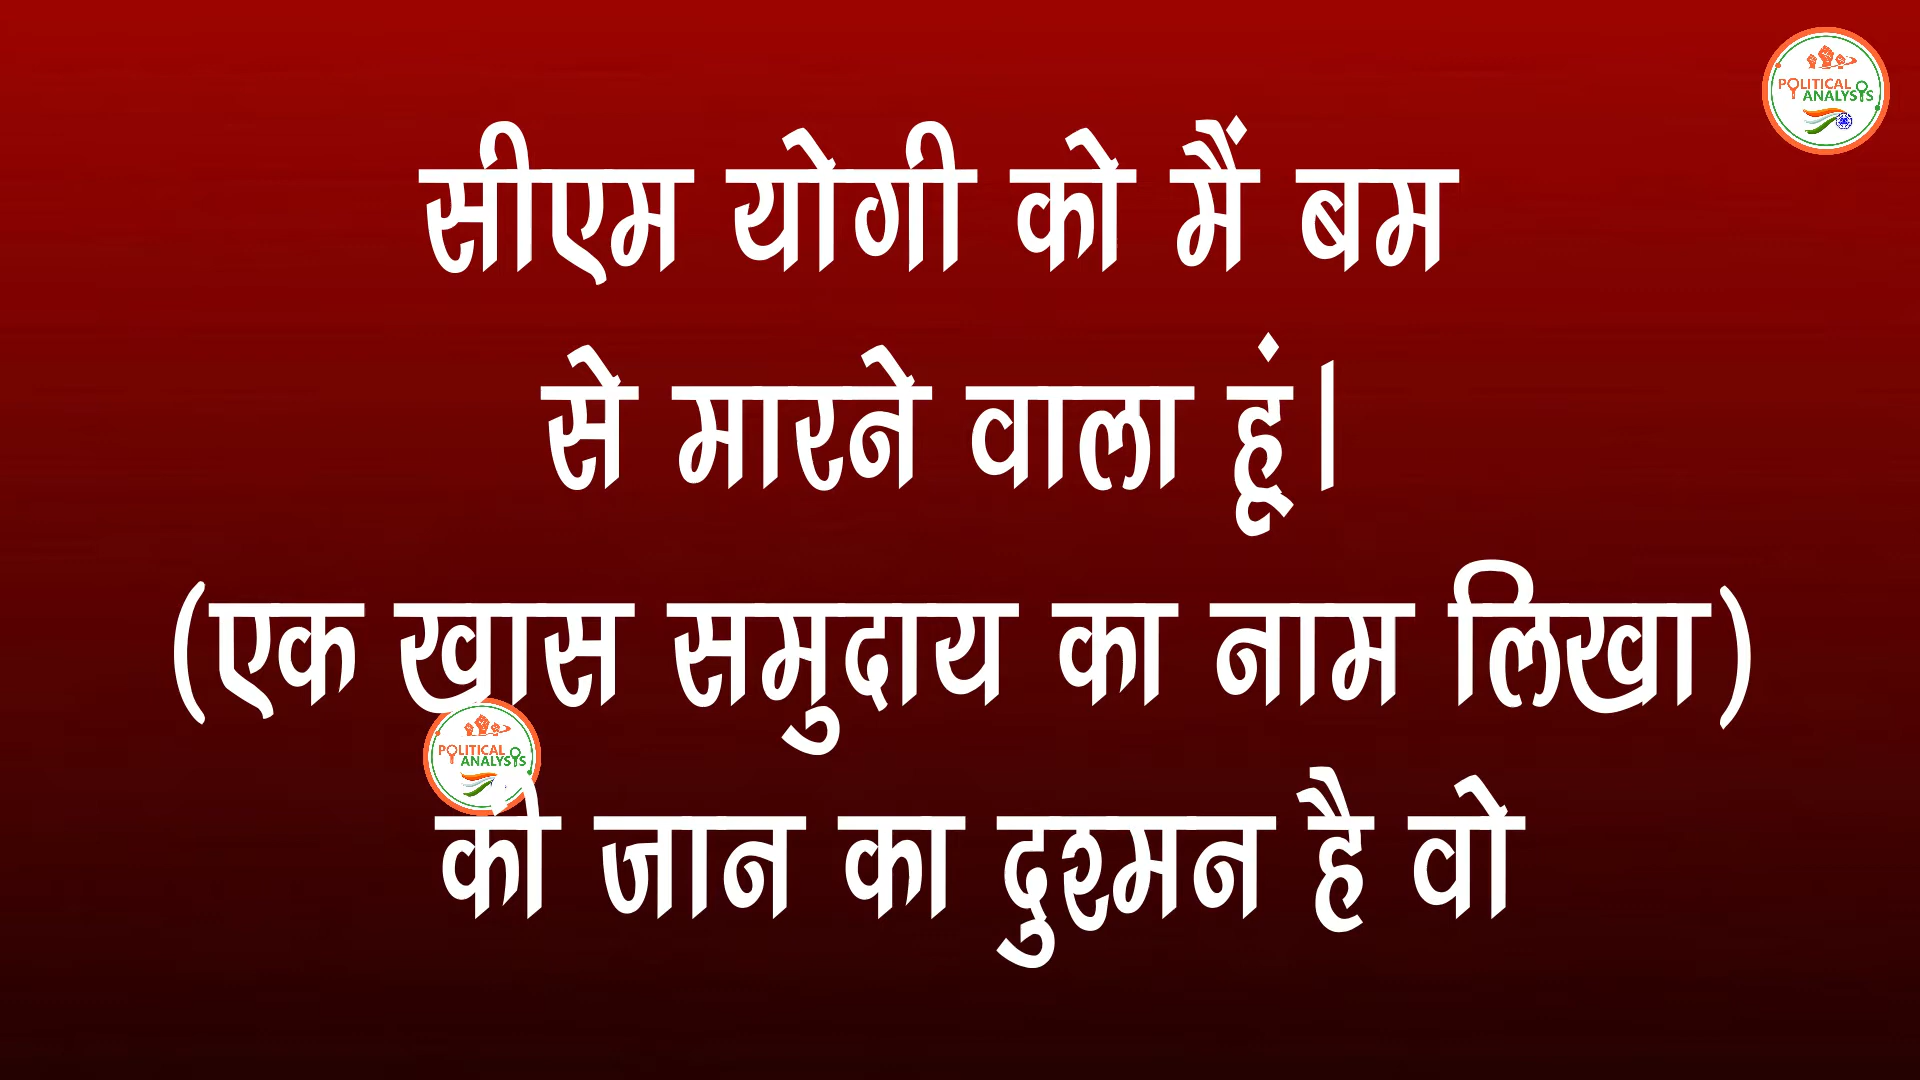 POLITICAL
ANALYSIS
सीएम योगी को मैं बम
से मारने वाला हूं।
(एक खास समुदाय का नाम लिखा)
POLITICAL
ANALYSIS
की जान का दुश्मन है वो